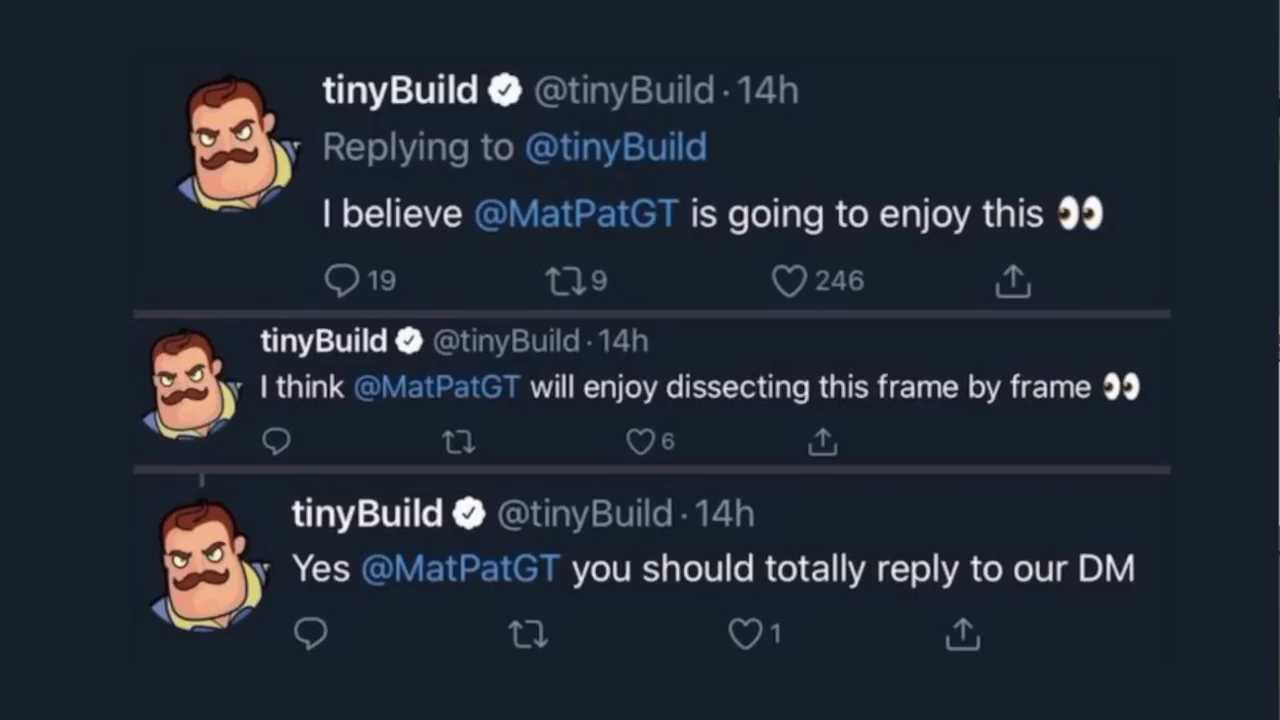 tinyBuild @tinyBuild · 14h
Replying to @tinyBuild
I believe @MatPatGT is going to enjoy this 👀
19 9 246
tinyBuild @tinyBuild · 14h
I think @MatPatGT will enjoy dissecting this frame by frame 👀
6
tinyBuild @tinyBuild · 14h
Yes @MatPatGT you should totally reply to our DM
1